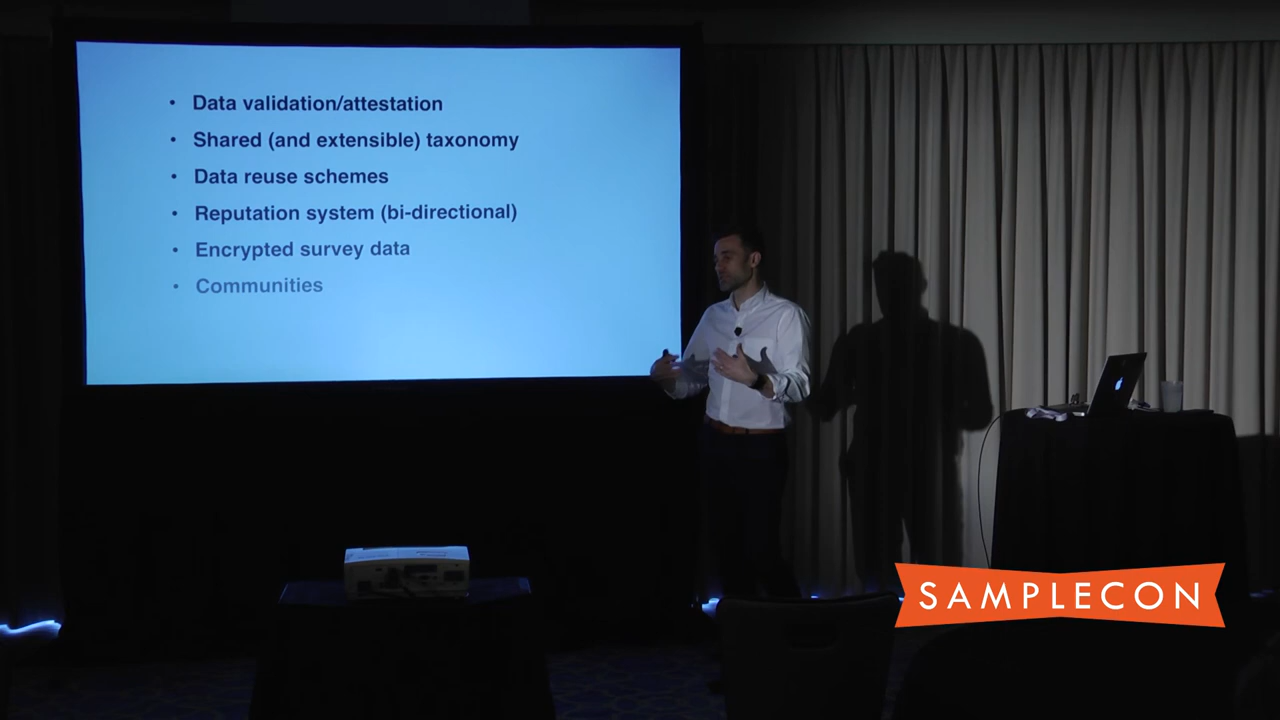 • Data validation/attestation
• Shared (and extensible) taxonomy
• Data reuse schemes
• Reputation system (bi-directional)
• Encrypted survey data
• Communities
SAMPLECON